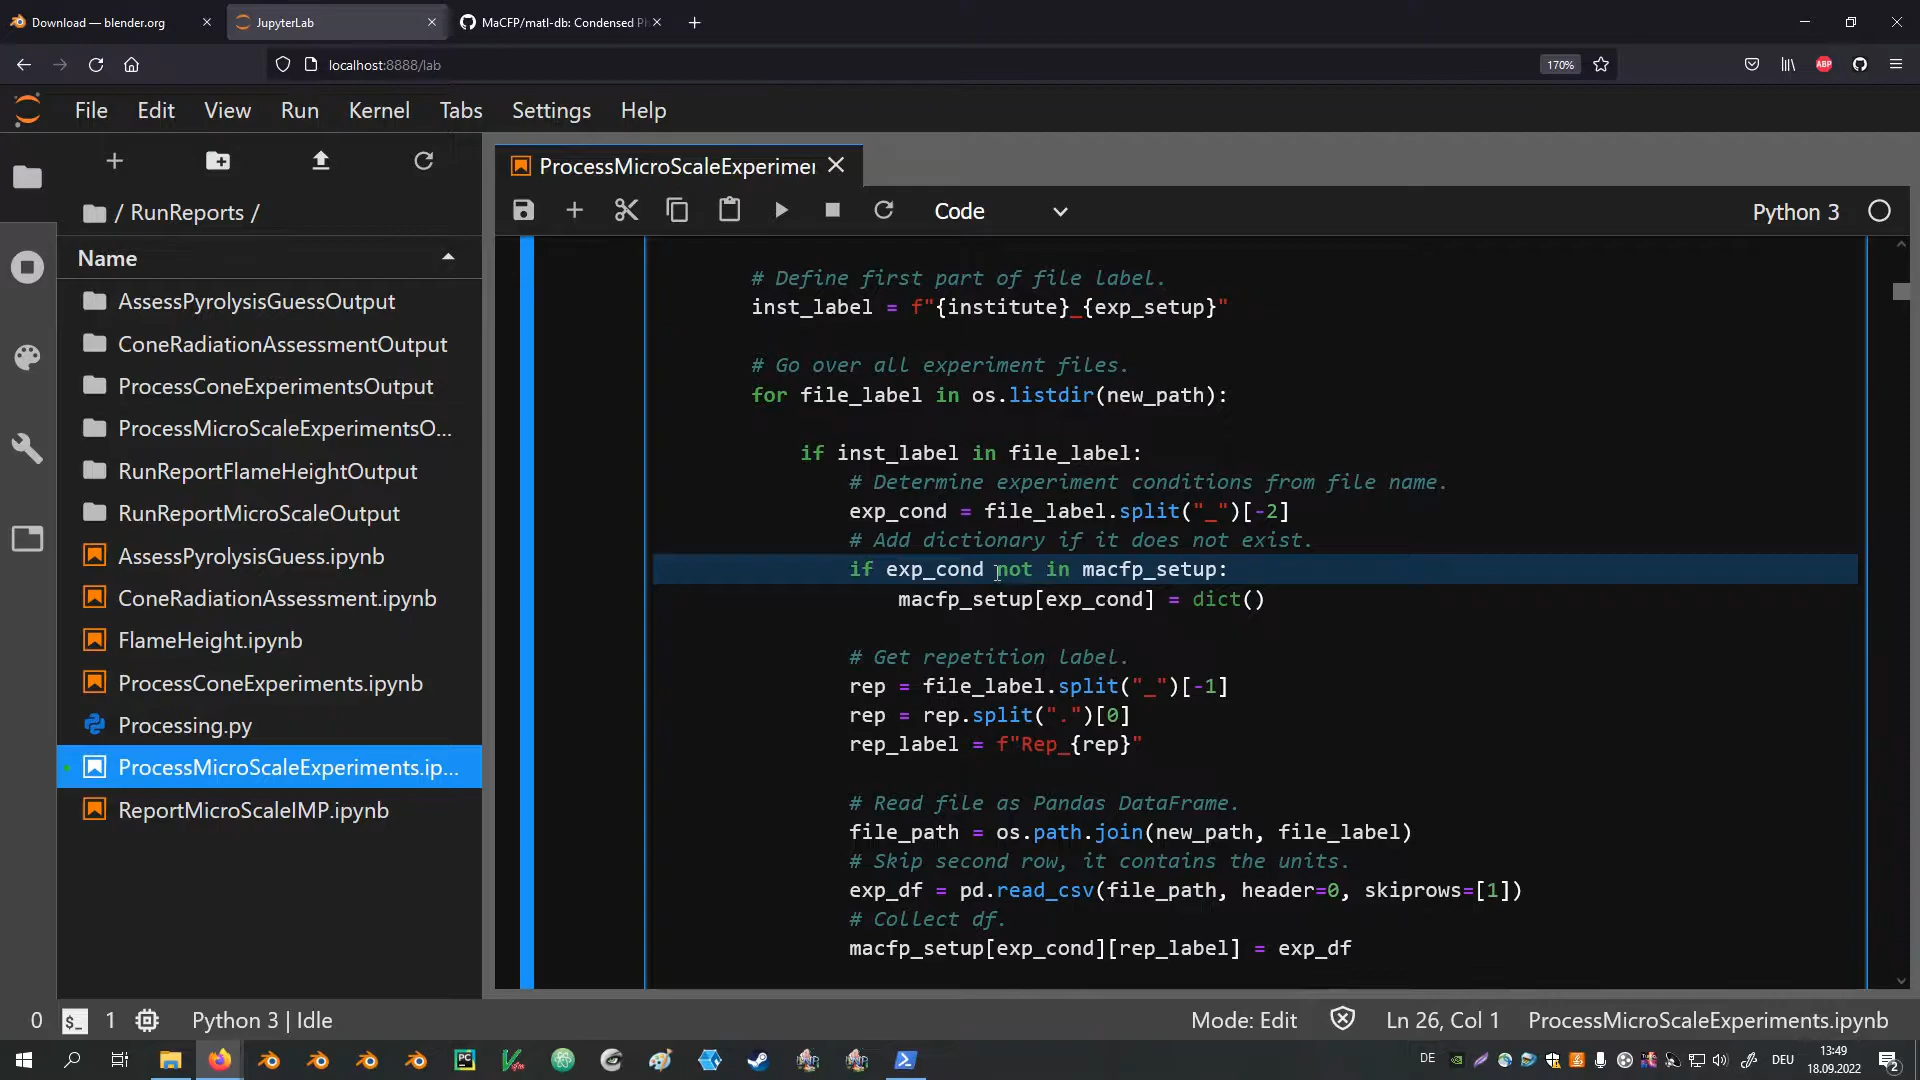 Download — blender.org
JupyterLab
MaCFP/matl-db: Condensed Ph
localhost:8888/lab
170%
ABP
File Edit View Run Kernel Tabs Settings Help
ProcessMicroScaleExperimen
/ RunReports /
Code
Python 3
Name
AssessPyrolysisGuessOutput
ConeRadiationAssessmentOutput
ProcessConeExperimentsOutput
ProcessMicroScaleExperimentsO...
RunReportFlameHeightOutput
RunReportMicroScaleOutput
AssessPyrolysisGuess.ipynb
ConeRadiationAssessment.ipynb
FlameHeight.ipynb
ProcessConeExperiments.ipynb
Processing.py
ProcessMicroScaleExperiments.ip...
ReportMicroScaleIMP.ipynb
# Define first part of file label.
inst_label = f"{institute}_{exp_setup}"
# Go over all experiment files.
for file_label in os.listdir(new_path):
if inst_label in file_label:
# Determine experiment conditions from file name.
exp_cond = file_label.split("_")[-2]
# Add dictionary if it does not exist.
if exp_cond not in macfp_setup:
macfp_setup[exp_cond] = dict()
# Get repetition label.
rep = file_label.split("_")[-1]
rep = rep.split(".")[0]
rep_label = f"Rep_{rep}"
# Read file as Pandas DataFrame.
file_path = os.path.join(new_path, file_label)
# Skip second row, it contains the units.
exp_df = pd.read_csv(file_path, header=0, skiprows=[1])
# Collect df.
macfp_setup[exp_cond][rep_label] = exp_df
0 $_ 1 Python 3 | Idle
Mode: Edit Ln 26, Col 1 ProcessMicroScaleExperiments.ipynb
PC
DE
DEU
13:49
18.09.2022
2